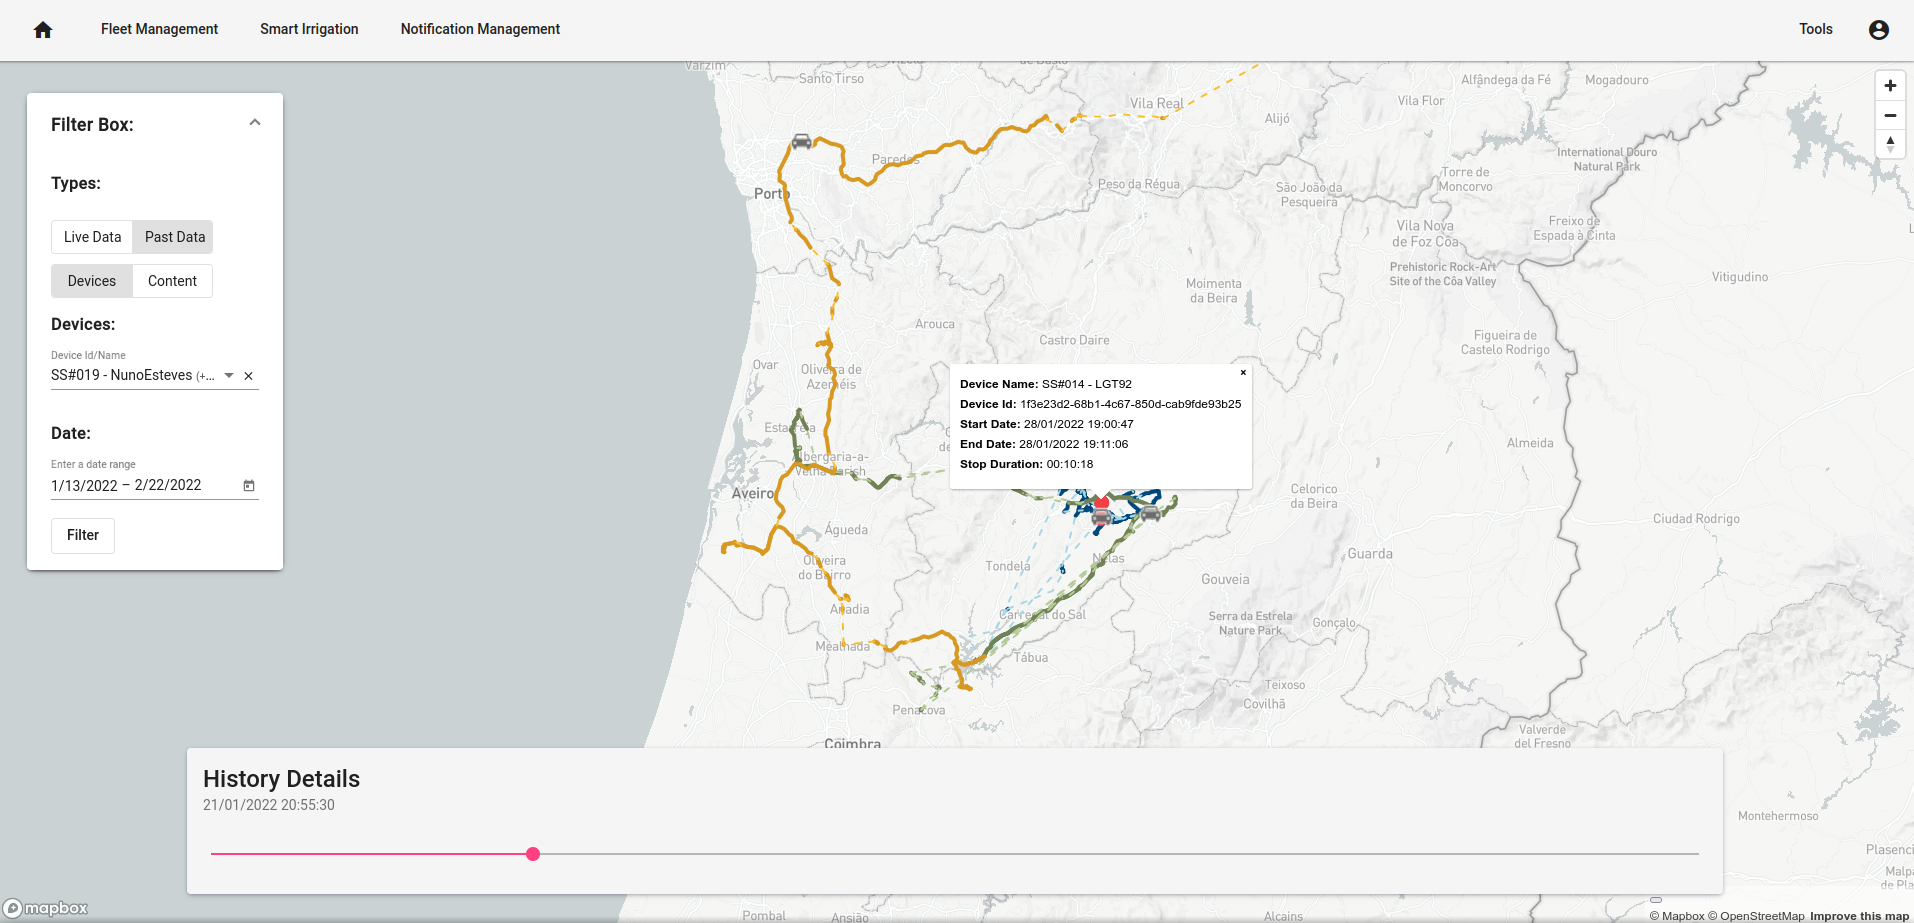 Fleet Management
Smart Irrigation
Notification Management
Tools
Filter Box:
Types:
Live Data
Past Data
Devices
Content
Devices:
Device Id/Name
SS#019 - NunoEsteves (+...
Date:
Enter a date range
1/13/2022 – 2/22/2022
Filter
Varzim
Santo Tirso
de Basto
Vila Real
Alfândega da Fé
Mogadouro
Vila Flor
Alijó
Paredes
International Douro
Natural Park
Porto
Peso da Régua
São João da
Pesqueira
Torre de
Moncorvo
Vila Nova
de Foz Côa
Freixo de
Espada à Cinta
Prehistoric Rock-Art
Site of the Côa Valley
Vitigudino
Moimenta
da Beira
Arouca
Castro Daire
Figueira de
Castelo Rodrigo
Ovar
Oliveira de
Azeméis
Device Name: SS#014 - LGT92
Device Id: 1f3e23d2-68b1-4c67-850d-cab9fde93b25
Start Date: 28/01/2022 19:00:47
End Date: 28/01/2022 19:11:06
Stop Duration: 00:10:18
Estarreja
Almeida
Albergaria-a-
Velha Parish
Aveiro
Celorico
da Beira
Ciudad Rodrigo
Águeda
Guarda
Oliveira
do Bairro
Tondela
Nelas
Gouveia
Anadia
Carregal do Sal
Serra da Estrela
Nature Park
Gonçalo
Mealhada
Tábua
Teixoso
Covilhã
Penacova
Coimbra
Valverde
del Fresno
History Details
21/01/2022 20:55:30
Montehermoso
Plasenci
Malp
de Pla
Pombal
Ansião
Alcains
mapbox
© Mapbox © OpenStreetMap Improve this map